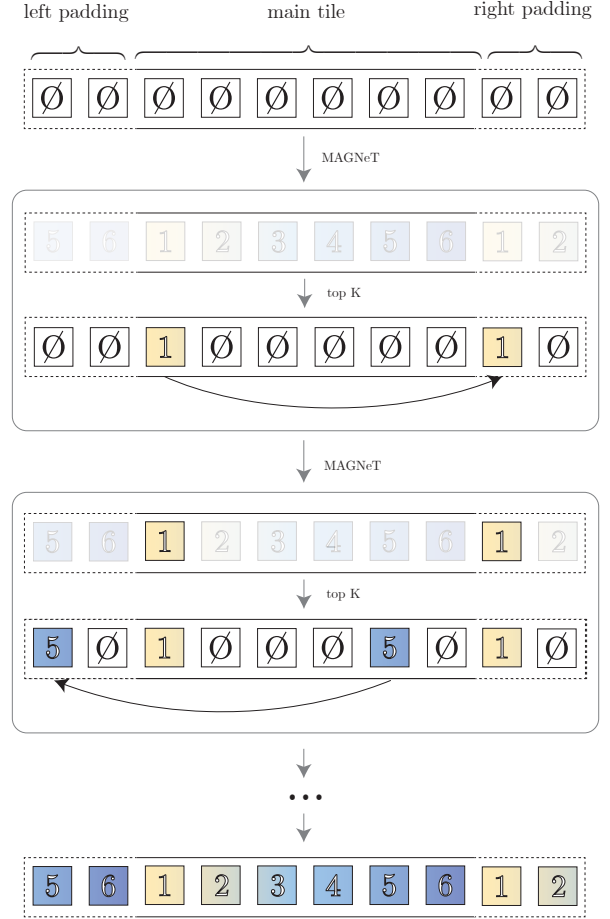 left padding main tile right padding
∅ ∅ ∅ ∅ ∅ ∅ ∅ ∅ ∅ ∅
MAGNeT
5 6 1 2 3 4 5 6 1 2
top K
∅ ∅ 1 ∅ ∅ ∅ ∅ ∅ 1 ∅
MAGNeT
5 6 1 2 3 4 5 6 1 2
top K
5 ∅ 1 ∅ ∅ ∅ 5 ∅ 1 ∅
...
5 6 1 2 3 4 5 6 1 2